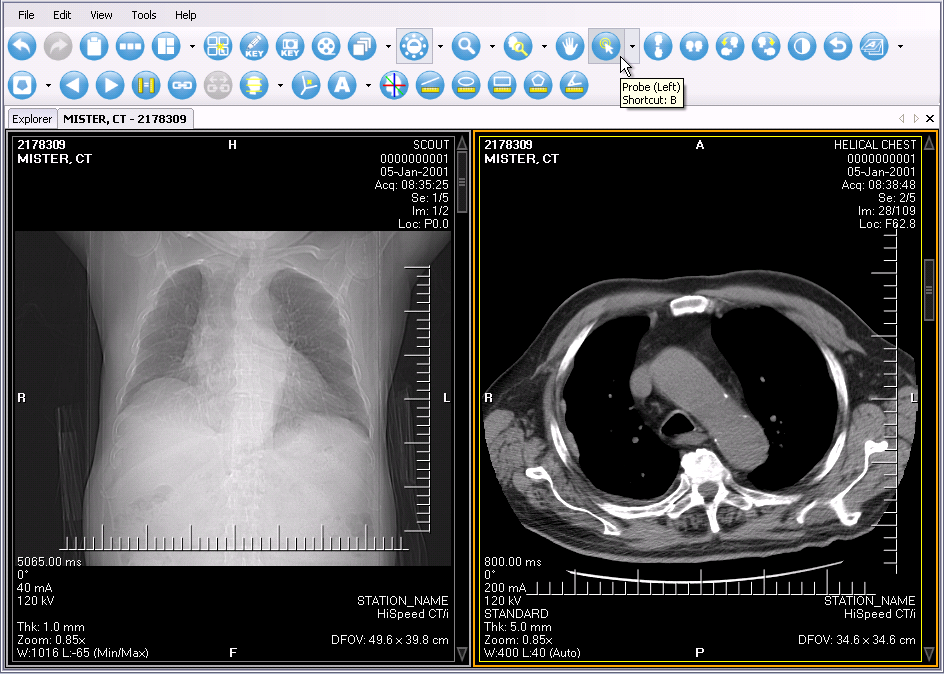 File Edit View Tools Help
KEY KEY
A
Probe (Left)
Shortcut: B
Explorer MISTER, CT - 2178309
2178309 H SCOUT
MISTER, CT 0000000001
05-Jan-2001
Acq: 08:35:25
Se: 1/5
Im: 1/2
Loc: P0.0
R L
5065.00 ms
0°
40 mA
120 kV STATION_NAME
HiSpeed CT/i
Thk: 1.0 mm
Zoom: 0.85x DFOV: 49.6 x 39.8 cm
W:1016 L:-65 (Min/Max) F
2178309 A HELICAL CHEST
MISTER, CT 0000000001
05-Jan-2001
Acq: 08:38:48
Se: 2/5
Im: 28/109
Loc: F62.8
R L
800.00 ms
0°
200 mA
120 kV STATION_NAME
STANDARD HiSpeed CT/i
Thk: 5.0 mm
Zoom: 0.85x DFOV: 34.6 x 34.6 cm
W:400 L:40 (Auto) P